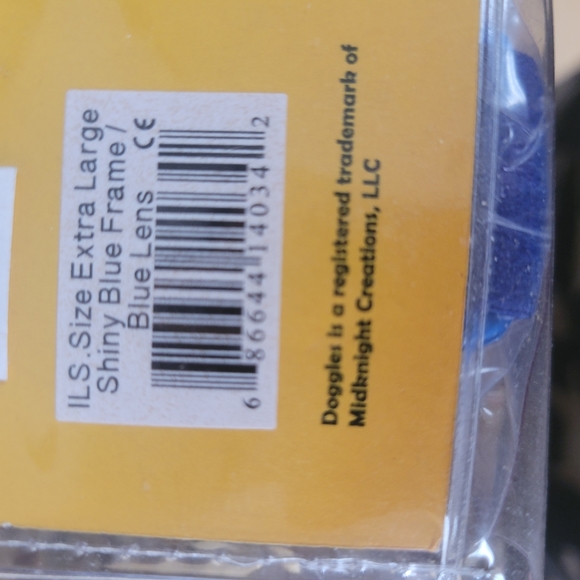 ILS.Size Extra Large
Shiny Blue Frame /
Blue Lens CE
6 86644 14034 2
Doggles is a registered trademark of
Midknight Creations, LLC